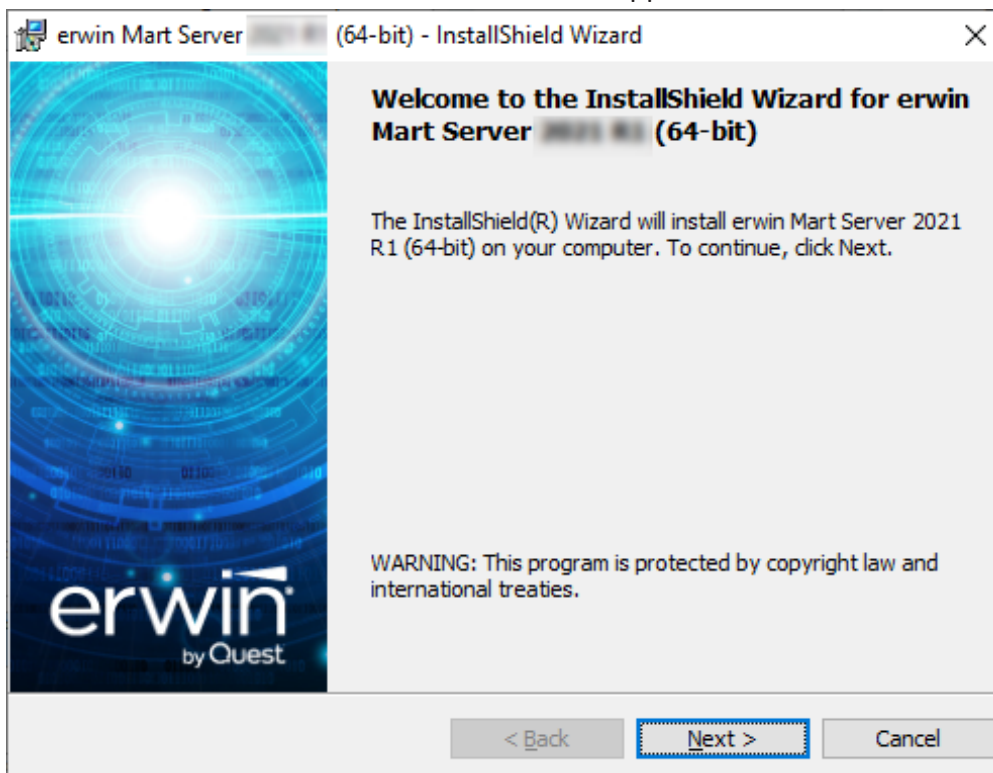 erwin Mart Server (64-bit) - InstallShield Wizard
Welcome to the InstallShield Wizard for erwin
Mart Server (64-bit)
The InstallShield(R) Wizard will install erwin Mart Server 2021
R1 (64-bit) on your computer. To continue, click Next.
WARNING: This program is protected by copyright law and
international treaties.
erwin
by Quest
< Back Next > Cancel